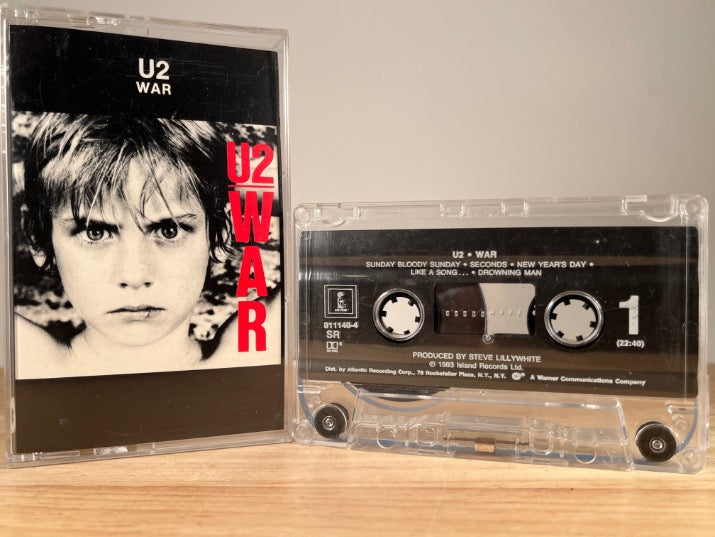 U2
WAR
U2
WAR
U2 • WAR
SUNDAY BLOODY SUNDAY • SECONDS • NEW YEAR'S DAY •
LIKE A SONG... • DROWNING MAN
811148-4
SR
1
(22:40)
PRODUCED BY STEVE LILLYWHITE
℗ 1983 Island Records Ltd.
Dist. by Atlantic Recording Corp., 75 Rockefeller Plaza, N.Y., N.Y. A Warner Communications Company